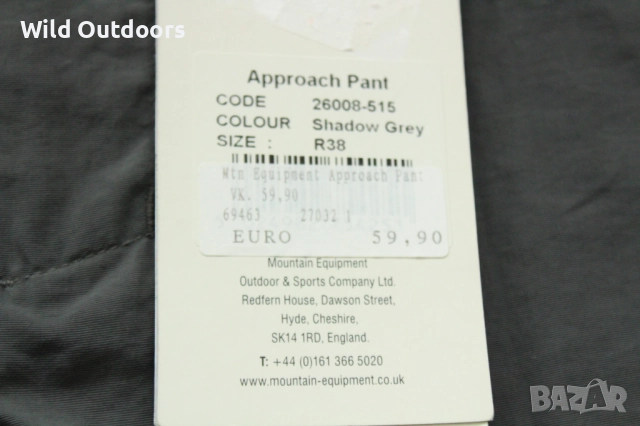 Wild Outdoors
Approach Pant
CODE 26008-515
COLOUR Shadow Grey
SIZE : R38
Mtn Equipment Approach Pant
VK. 59,90
69463 27032 1
EURO 59,90
Mountain Equipment
Outdoor & Sports Company Ltd.
Redfern House, Dawson Street,
Hyde, Cheshire,
SK14 1RD, England.
T: +44 (0)161 366 5020
www.mountain-equipment.co.uk
BAZAR